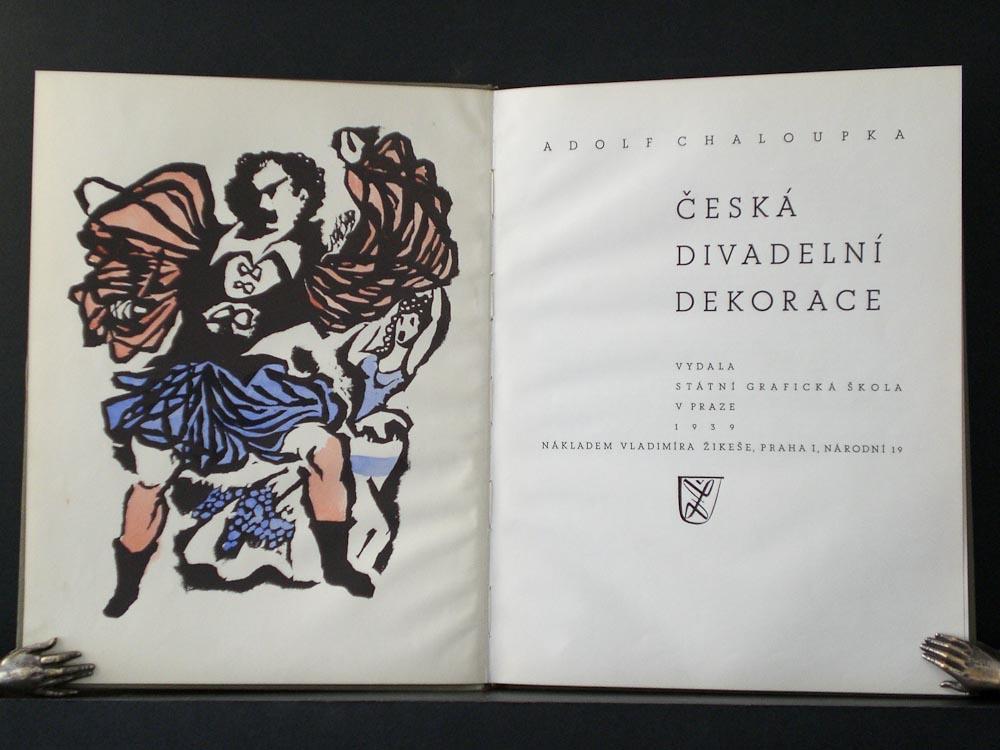 ADOLF CHALOUPKA
ČESKÁ
DIVADELNÍ
DEKORACE
VYDALA
STÁTNÍ GRAFICKÁ ŠKOLA
V PRAZE
1939
NÁKLADEM VLADIMÍRA ŽIKEŠE, PRAHA I, NÁRODNÍ 19